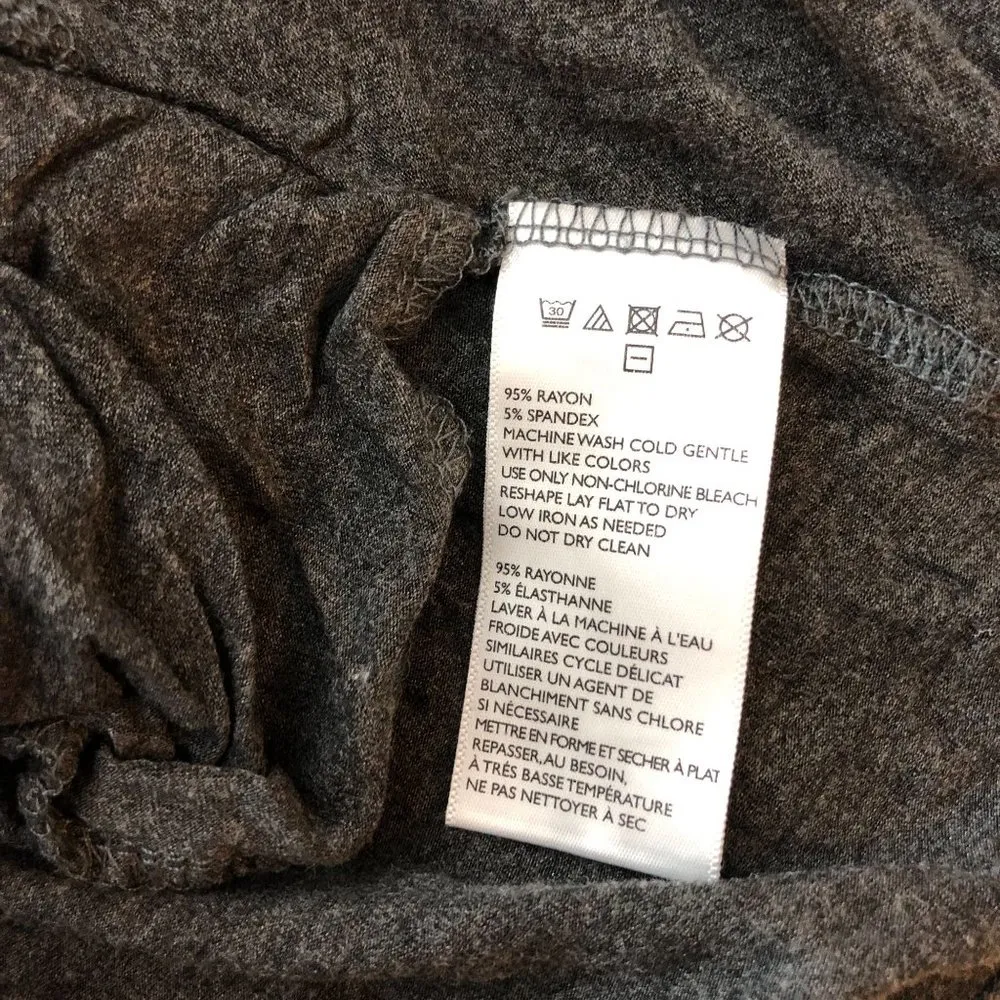 30
95% RAYON
5% SPANDEX
MACHINE WASH COLD GENTLE
WITH LIKE COLORS
USE ONLY NON-CHLORINE BLEACH
RESHAPE LAY FLAT TO DRY
LOW IRON AS NEEDED
DO NOT DRY CLEAN
95% RAYONNE
5% ÉLASTHANNE
LAVER À LA MACHINE À L'EAU
FROIDE AVEC COULEURS
SIMILAIRES CYCLE DÉLICAT
UTILISER UN AGENT DE
BLANCHIMENT SANS CHLORE
SI NÉCESSAIRE
METTRE EN FORME ET SECHER À PLAT
REPASSER, AU BESOIN,
À TRÉS BASSE TEMPÉRATURE
NE PAS NETTOYER À SEC